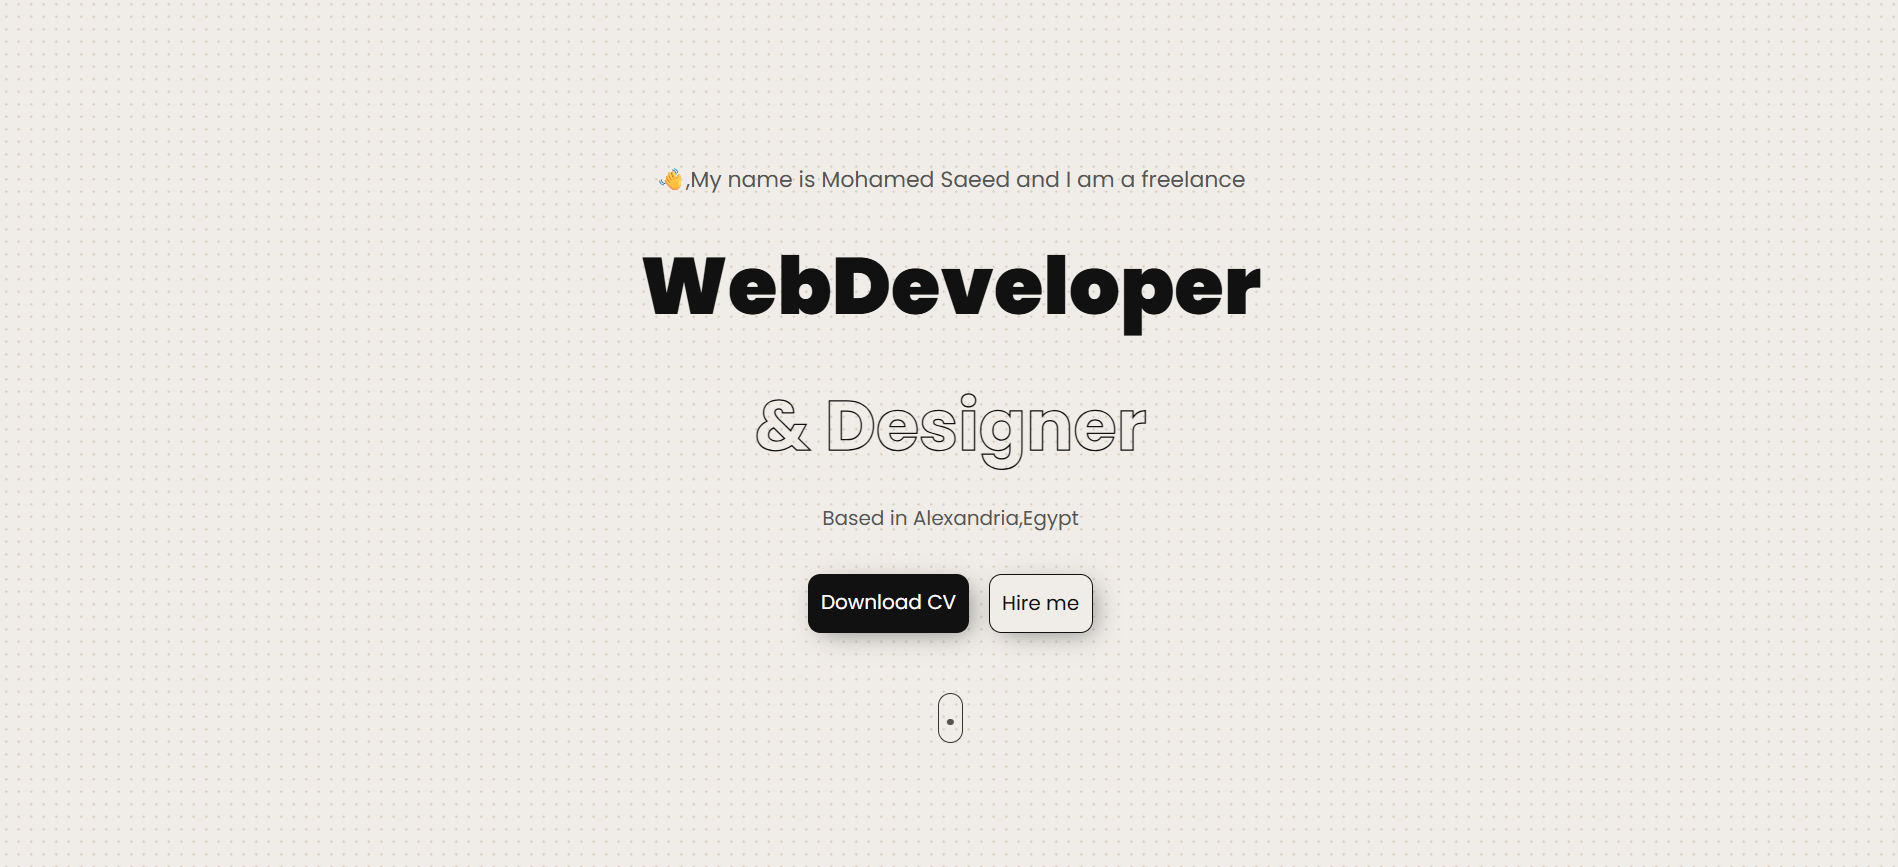 👋,My name is Mohamed Saeed and I am a freelance
WebDeveloper
& Designer
Based in Alexandria,Egypt
Download CV
Hire me